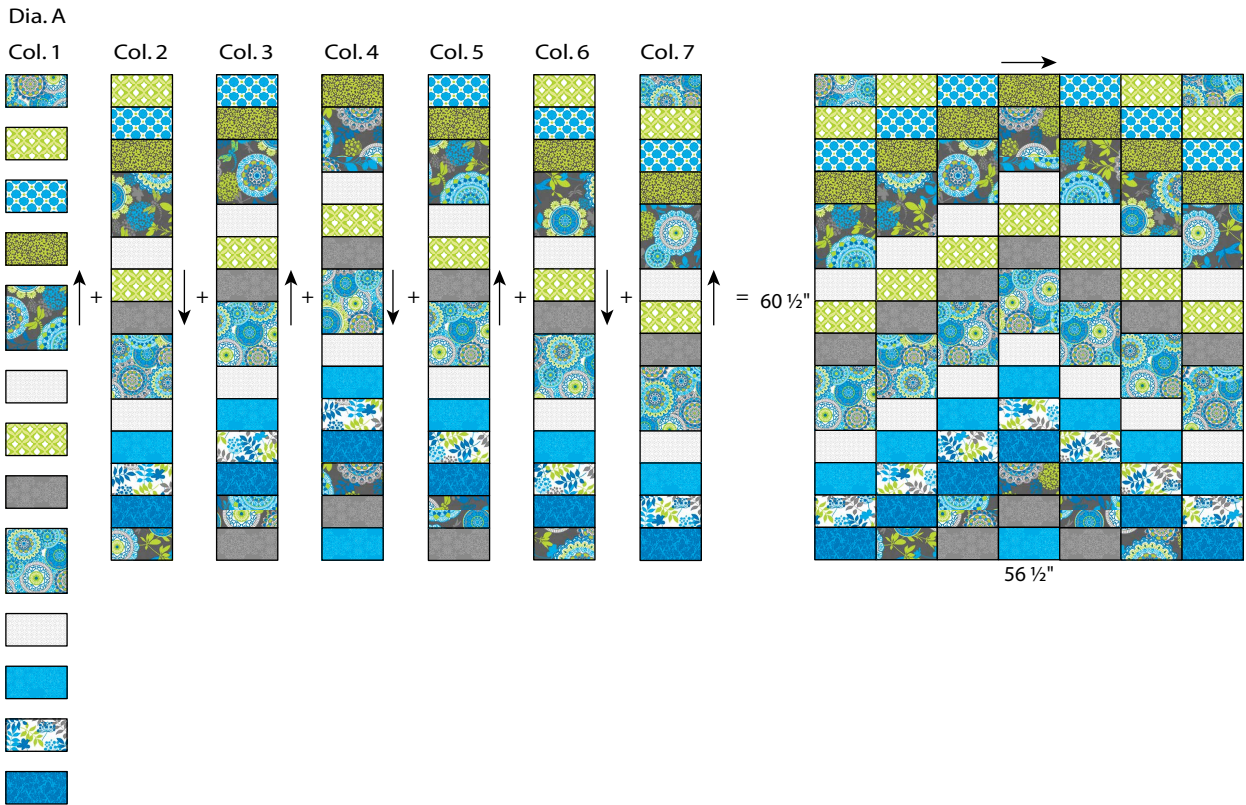 Dia. A
Col. 1 Col. 2 Col. 3 Col. 4 Col. 5 Col. 6 Col. 7
+ + + + + + = 60 ½"
56 ½"